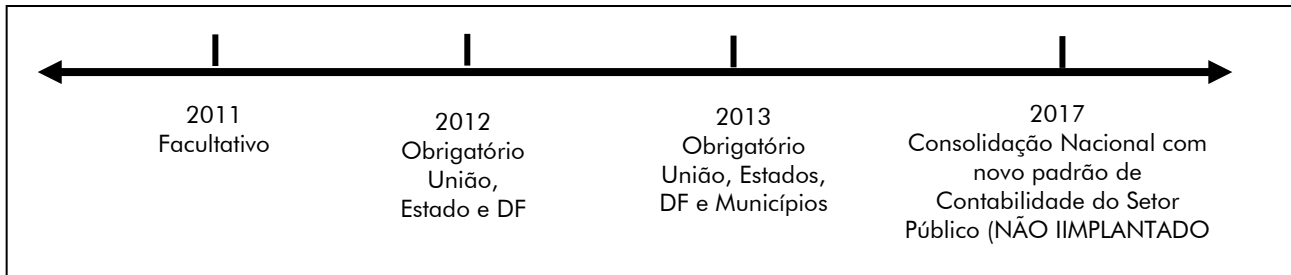 2011
Facultativo
2012
Obrigatório
União,
Estado e DF
2013
Obrigatório
União, Estados,
DF e Municípios
2017
Consolidação Nacional com
novo padrão de
Contabilidade do Setor
Público (NÃO IIMPLANTADO